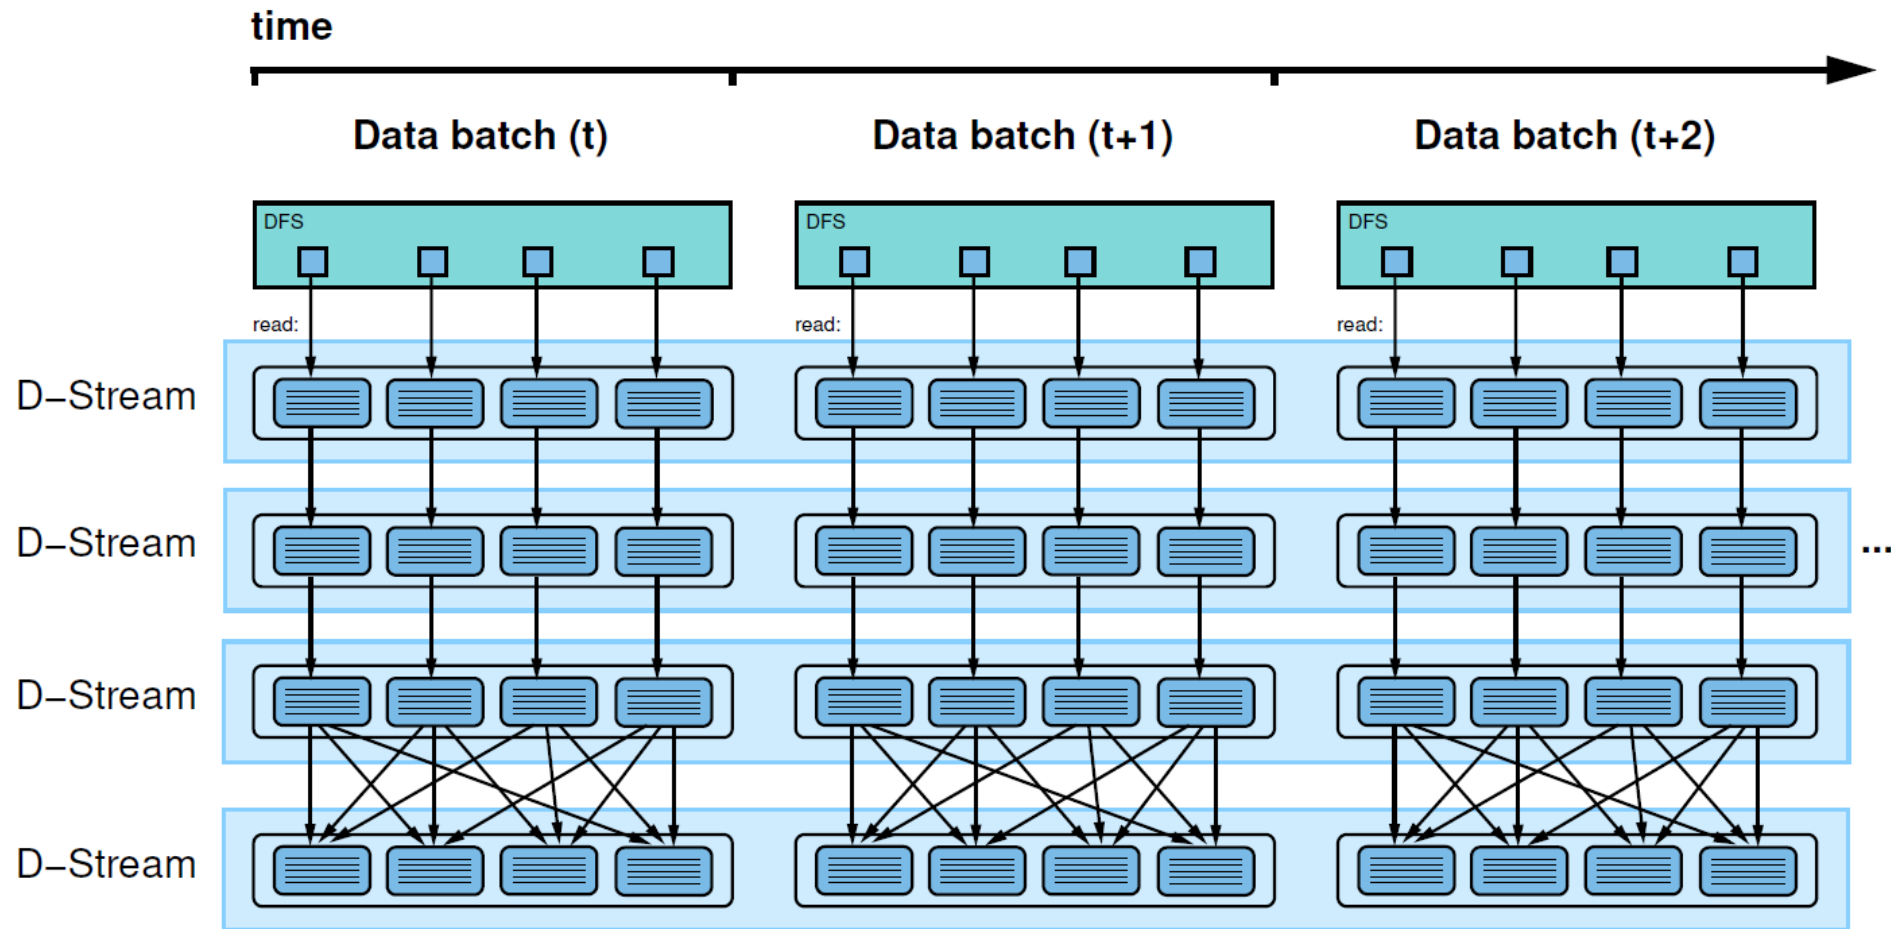 time
Data batch (t)
Data batch (t+1)
Data batch (t+2)
DFS
DFS
DFS
read:
read:
read:
D−Stream
D−Stream
...
D−Stream
D−Stream